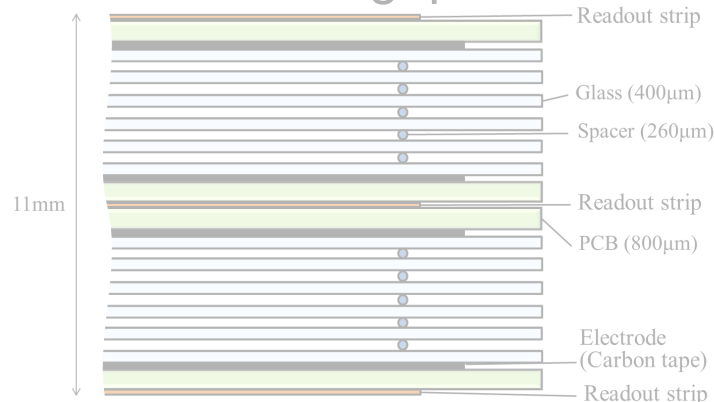 Readout strip
Glass (400μm)
Spacer (260μm)
11mm
Readout strip
PCB (800μm)
Electrode
(Carbon tape)
Readout strip